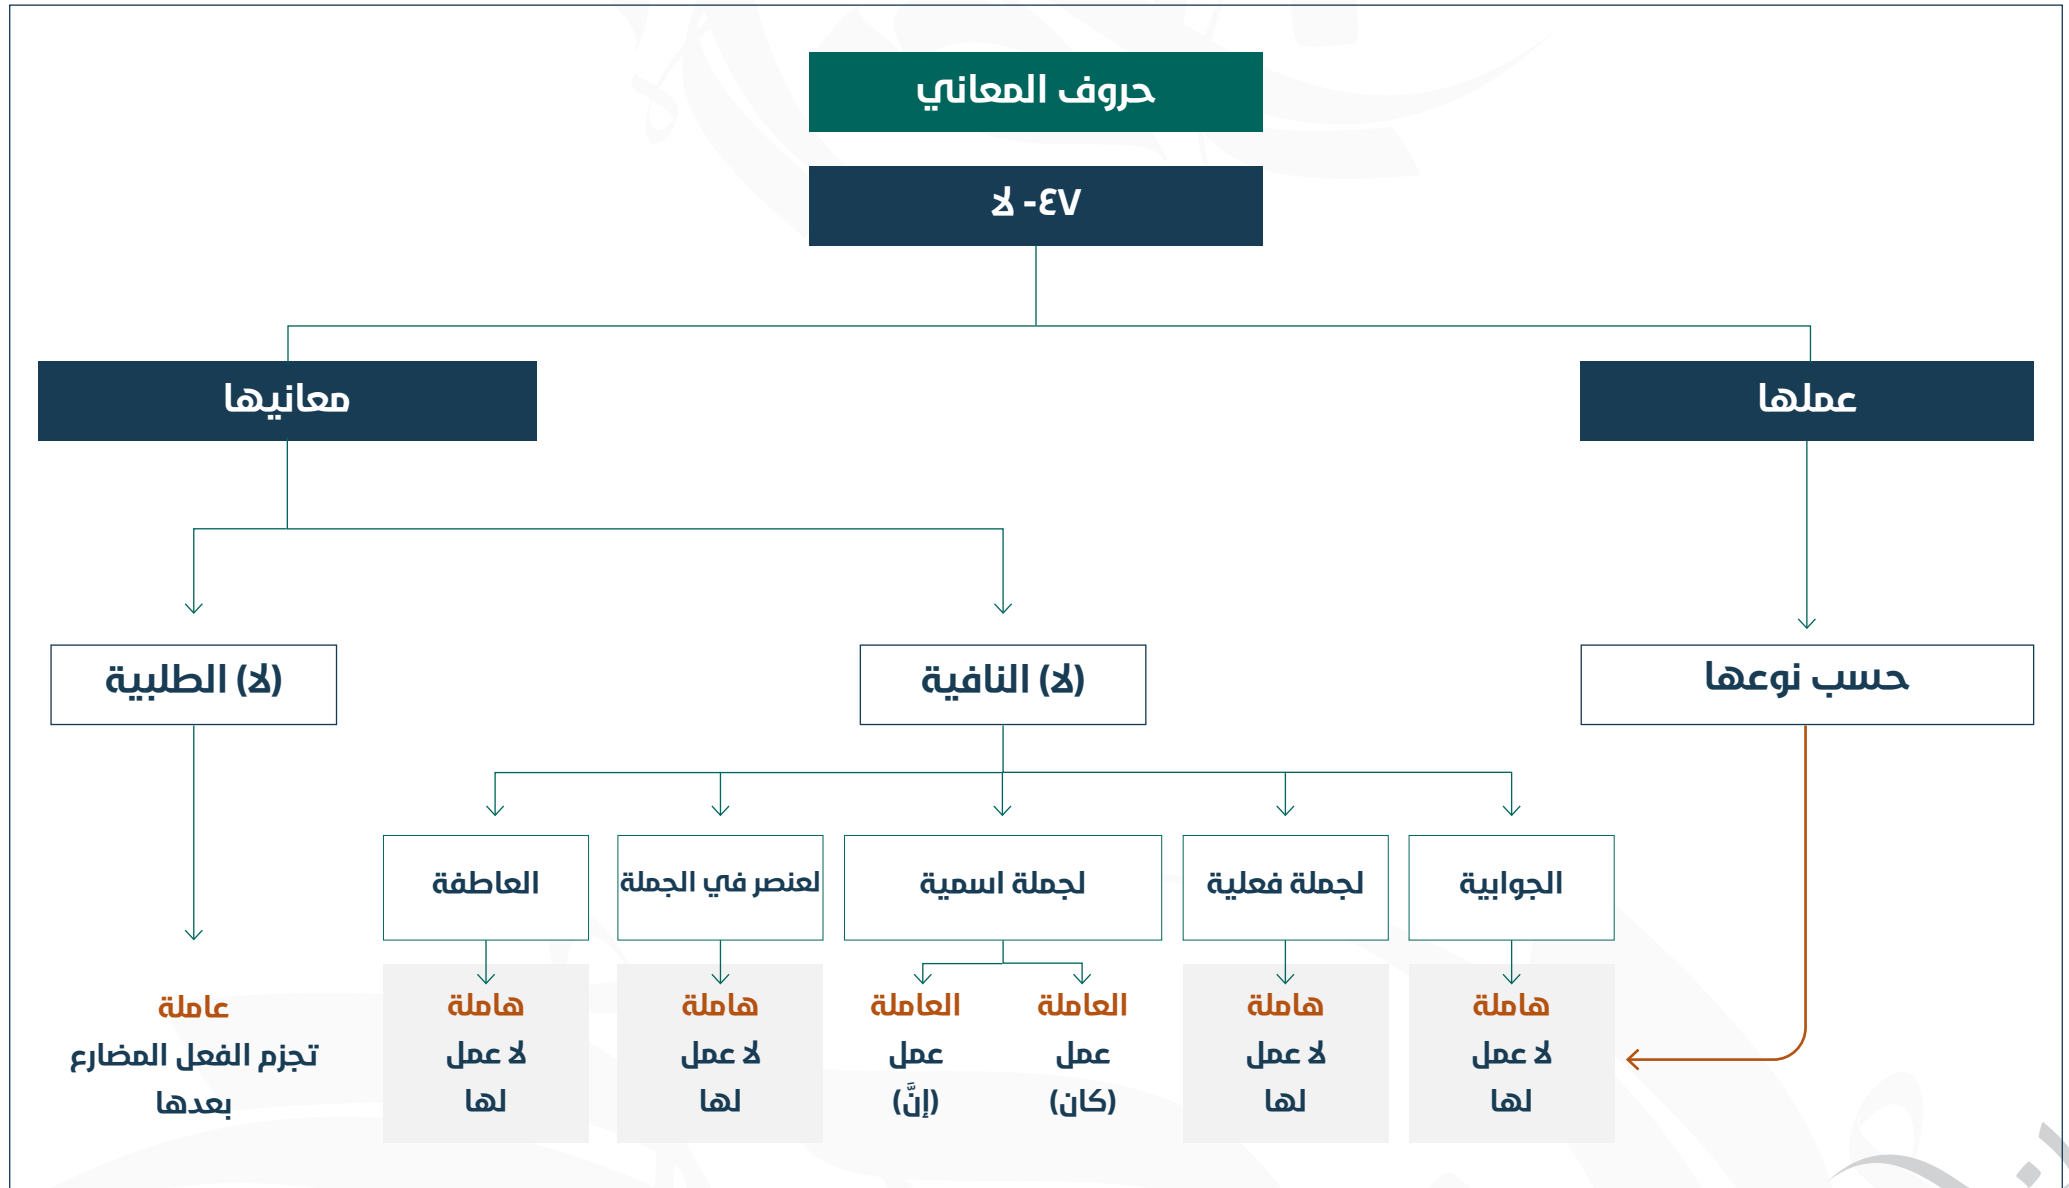 حروف المعاني
٤٧- لا
عملها
معانيها
حسب نوعها
(لا) النافية
(لا) الطلبية
الجوابية
لجملة فعلية
لجملة اسمية
لعنصر في الجملة
العاطفة
هاملة
لا عمل
لها
هاملة
لا عمل
لها
العاملة
عمل
(كان)
العاملة
عمل
(إنَّ)
هاملة
لا عمل
لها
هاملة
لا عمل
لها
عاملة
تجزم الفعل المضارع
بعدها